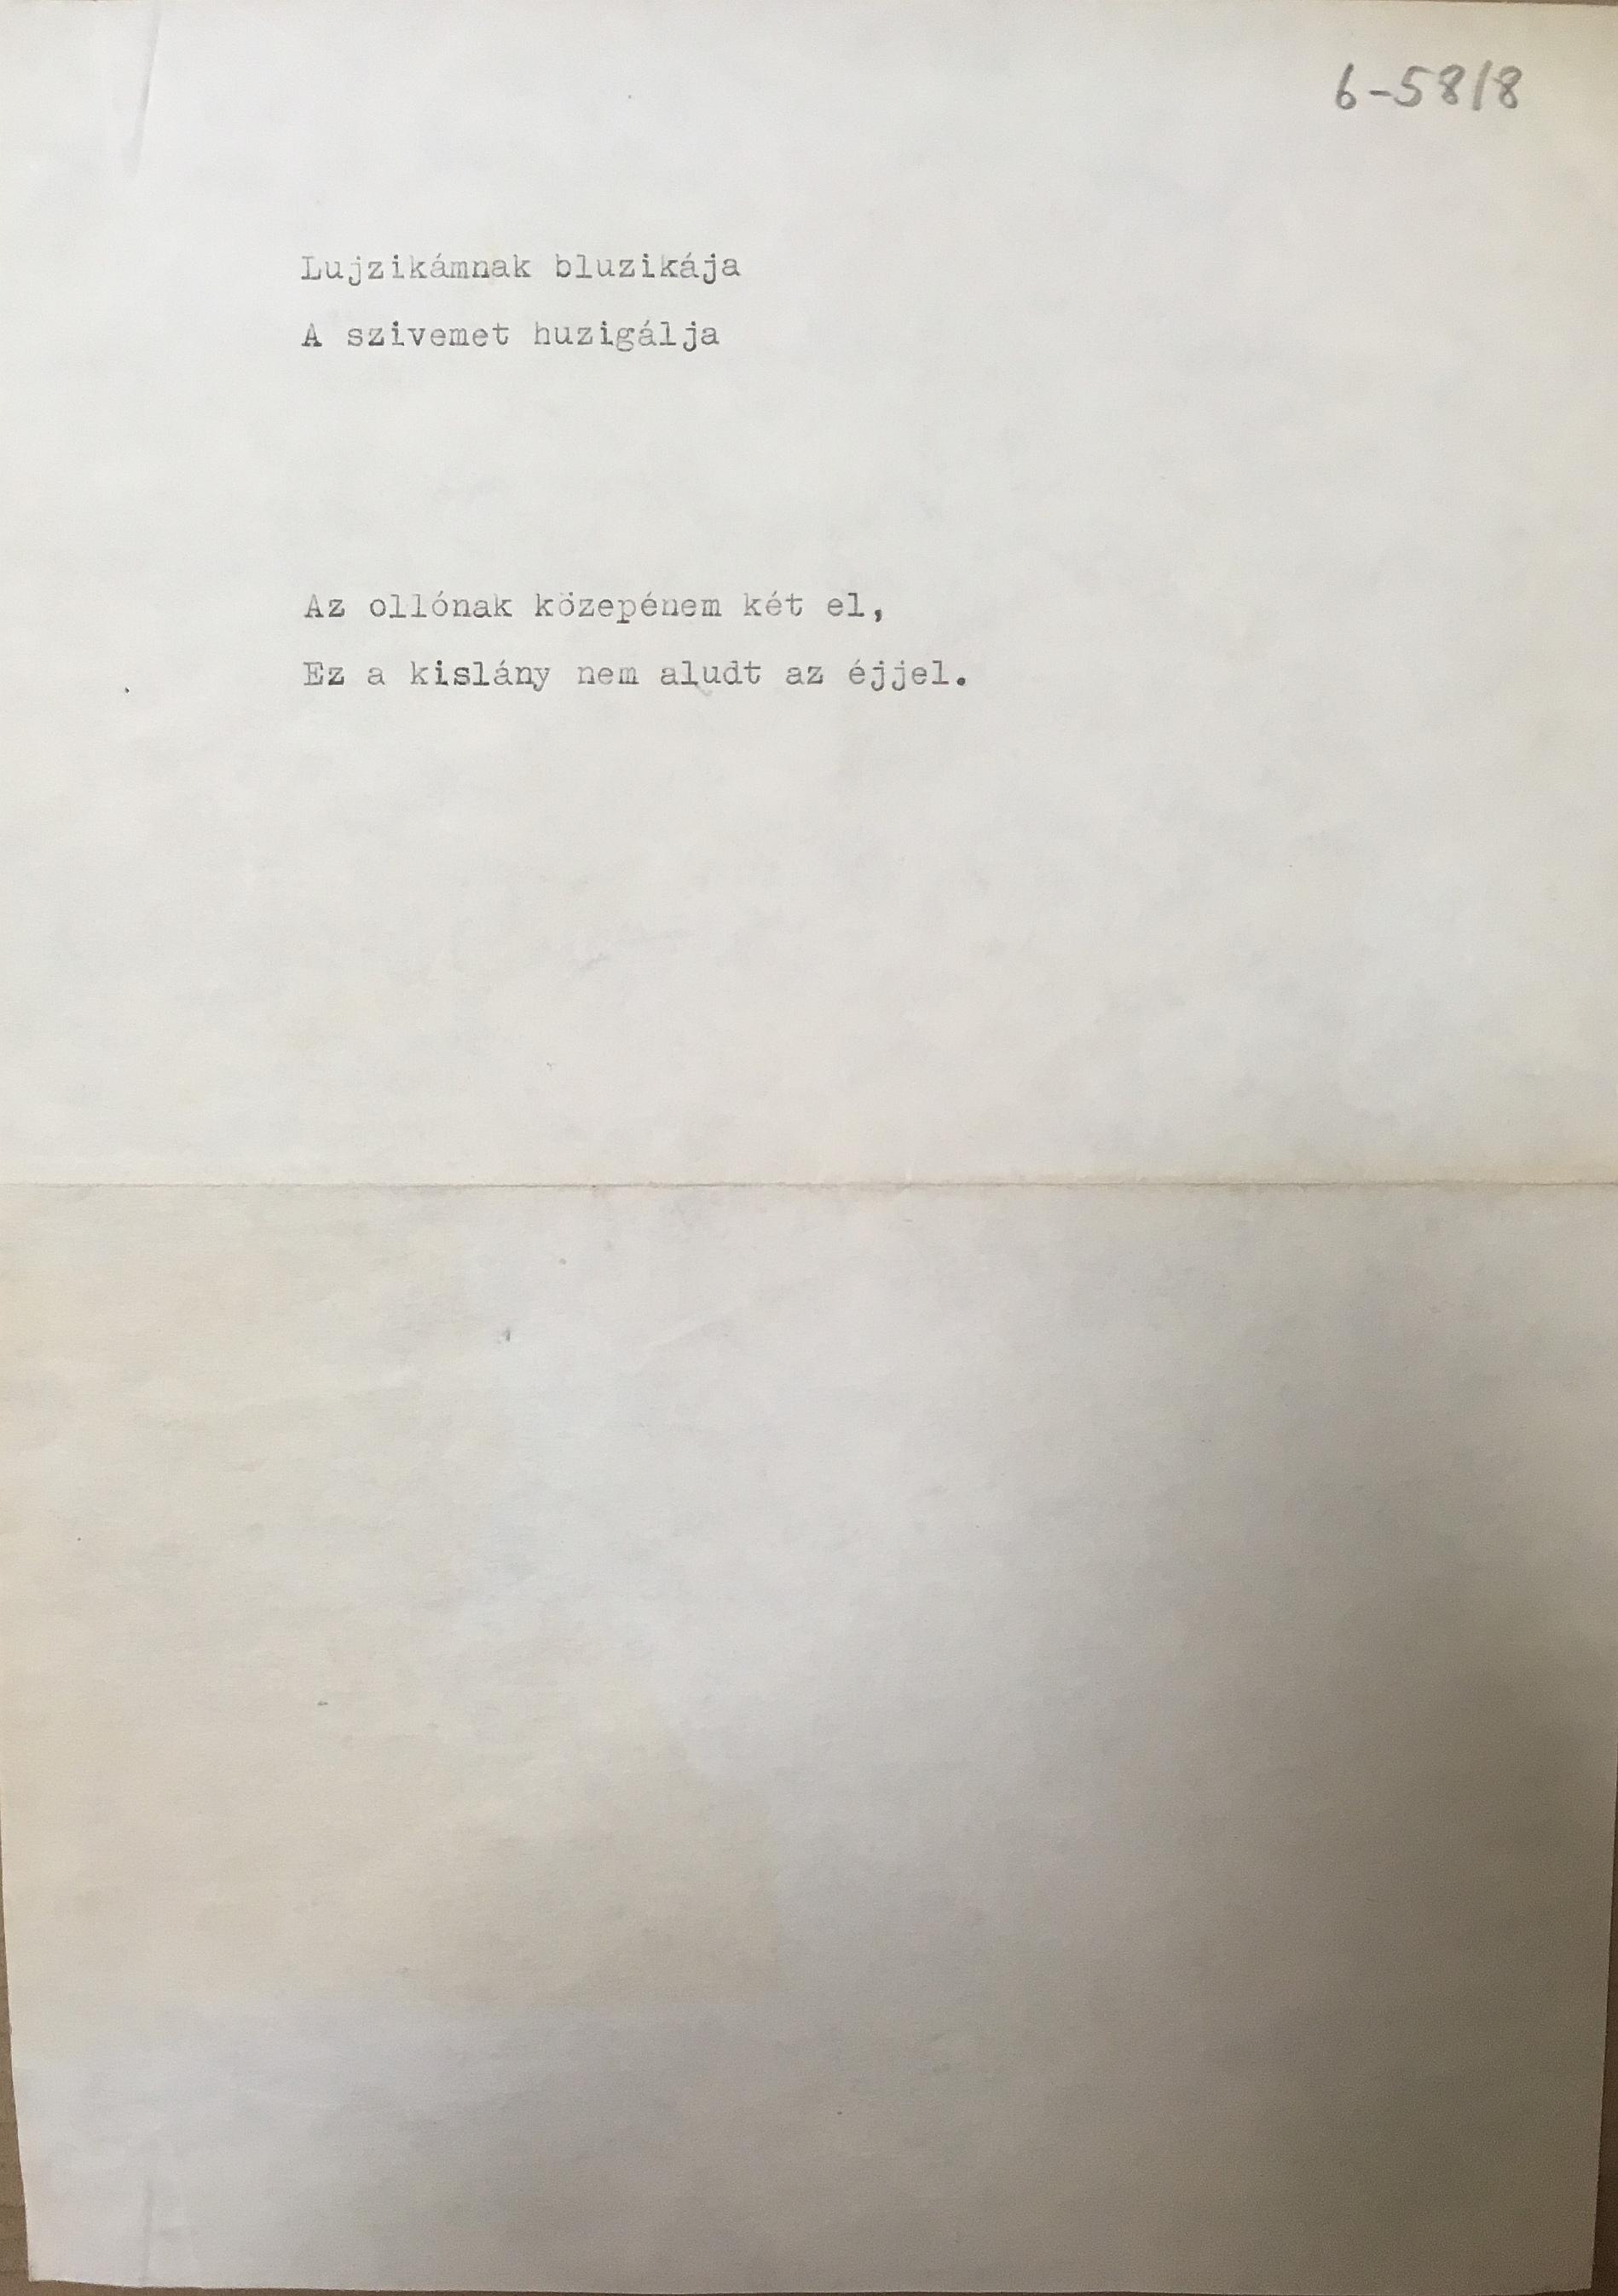 6-58/8
Lujzikámnak bluzikája
A szivemet huzigálja
Az ollónak közepénem két el,
Ez a kislány nem aludt az éjjel.